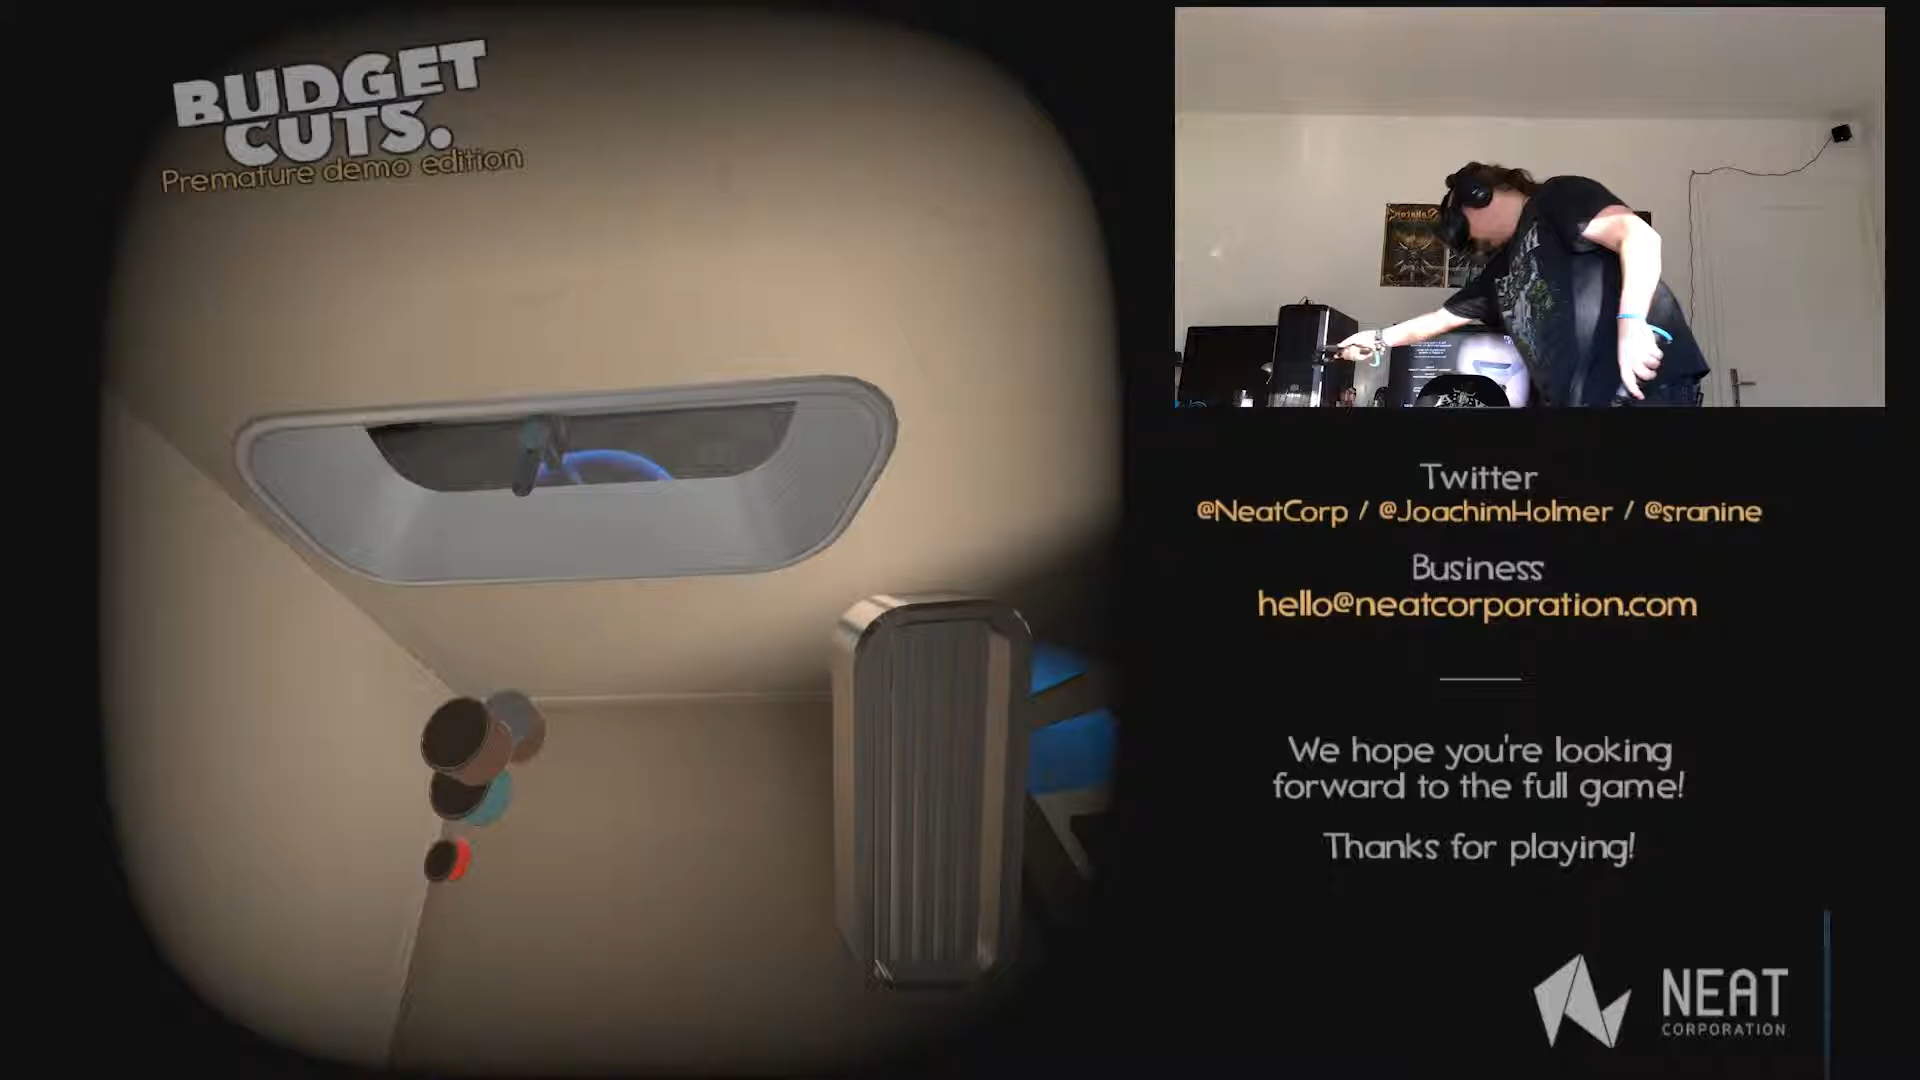 BUDGET
CUTS.
Premature demo edition
Twitter
@NeatCorp / @JoachimHolmer / @sranine
Business
hello@neatcorporation.com
We hope you're looking
forward to the full game!
Thanks for playing!
NEAT
CORPORATION